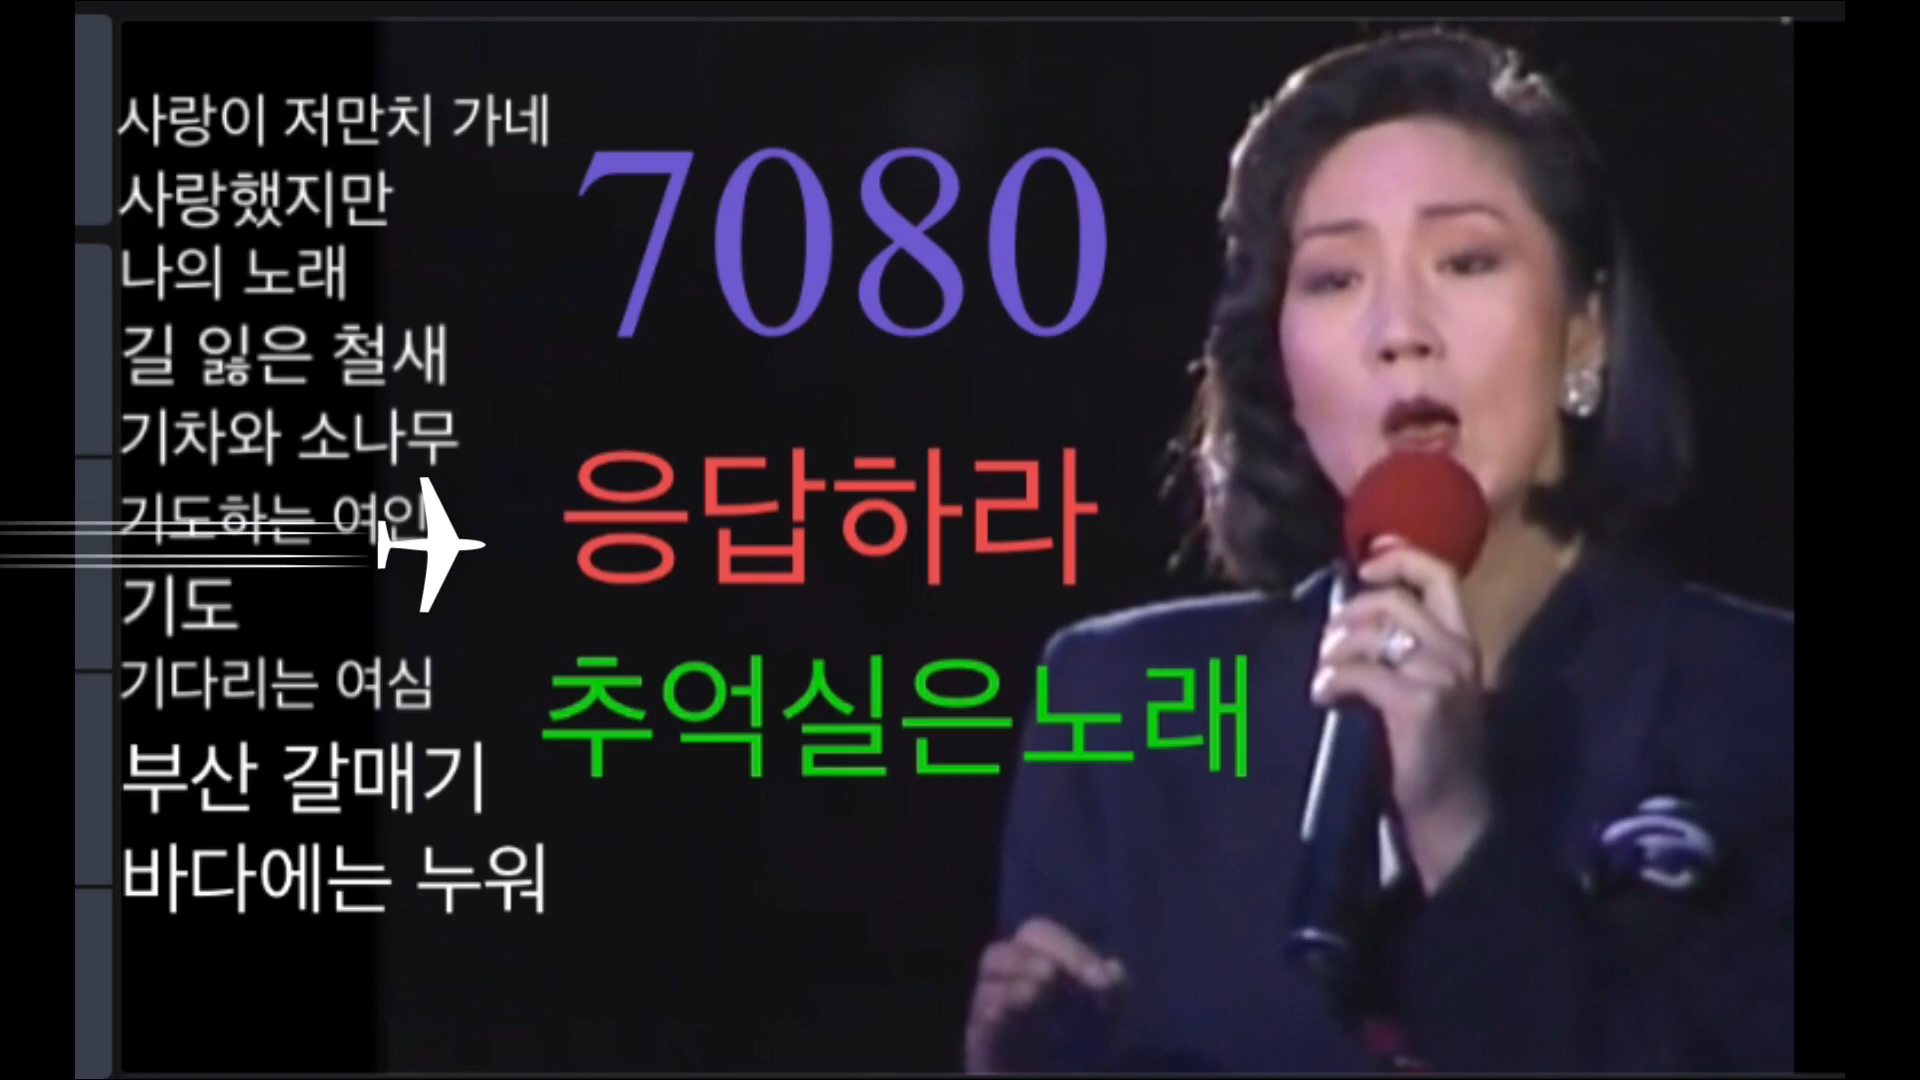 사랑이 저만치 가네
사랑했지만
나의 노래
길 잃은 철새
기차와 소나무
기도하는 여인
기도
기다리는 여심
부산 갈매기
바다에는 누워
7080
응답하라
추억실은노래